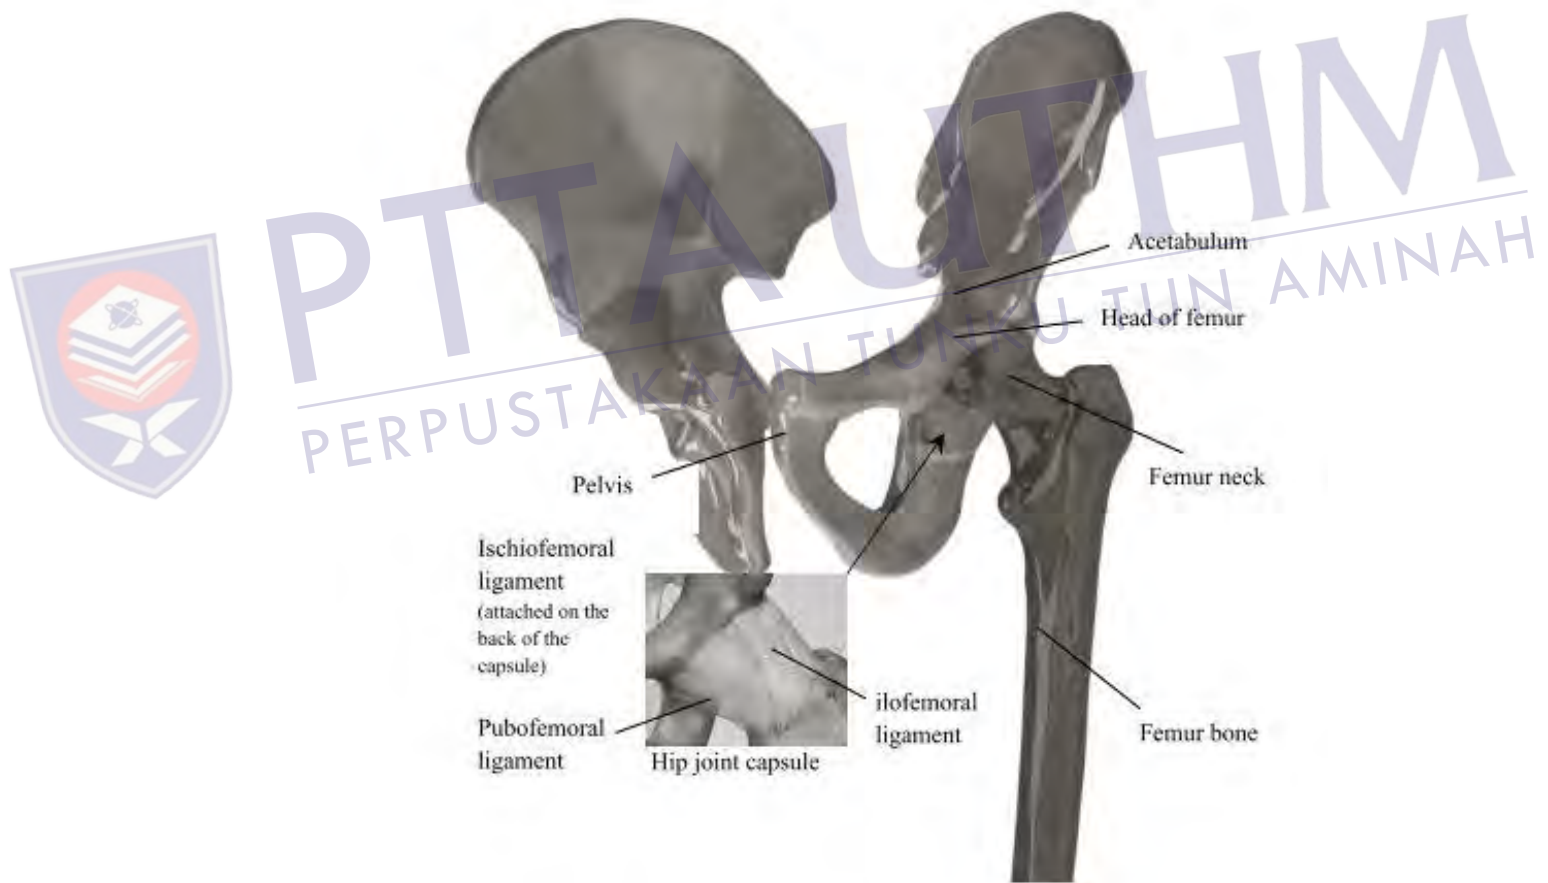 PTTA UTHM
PERPUSTAKAAN TUNKU TUN AMINAH
Acetabulum
Head of femur
Femur neck
Pelvis
Ischiofemoral
ligament
(attached on the
back of the
capsule)
Pubofemoral
ligament
Hip joint capsule
ilofemoral
ligament
Femur bone